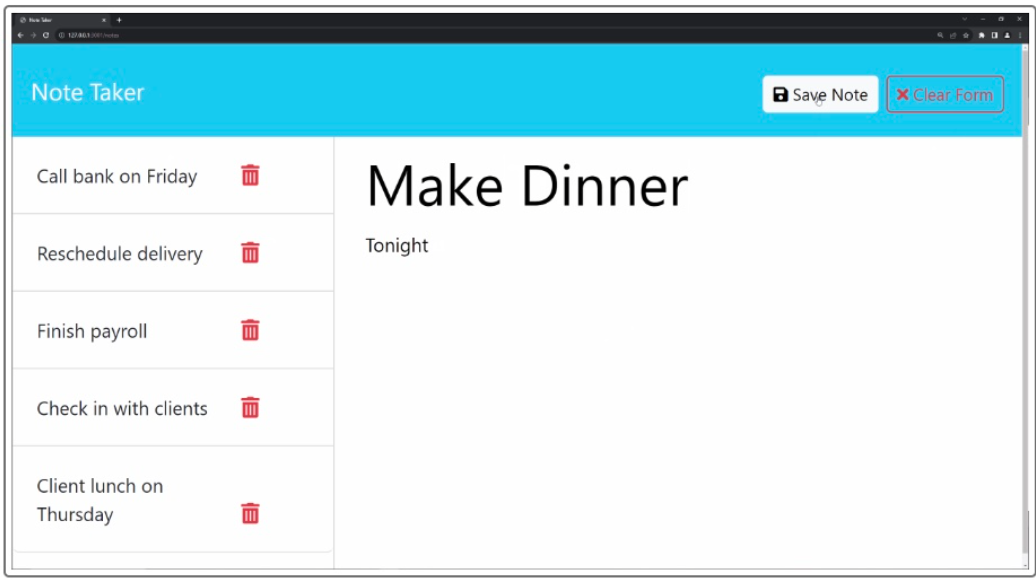 Note Taker
127.0.0.1:3001/notes
Note Taker
Save Note
Clear Form
Call bank on Friday
Reschedule delivery
Finish payroll
Check in with clients
Client lunch on
Thursday
Make Dinner
Tonight